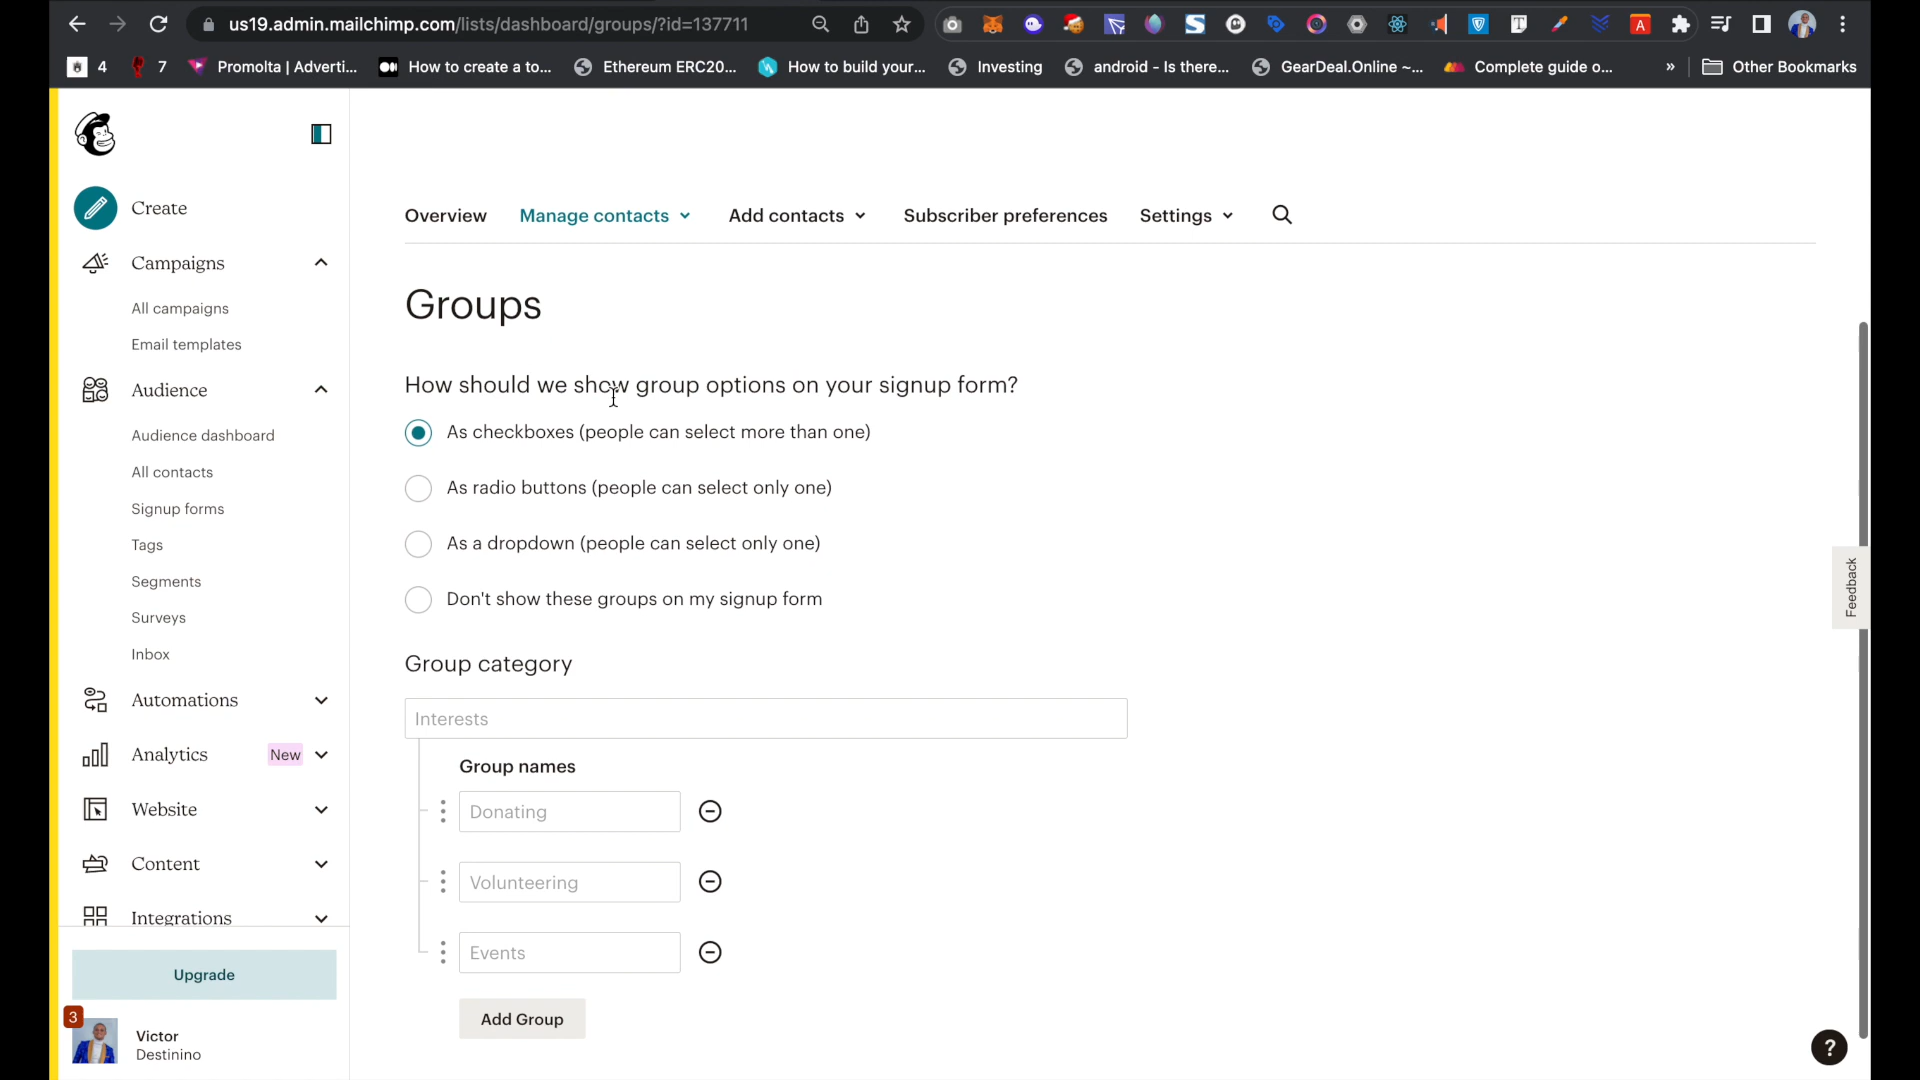 us19.admin.mailchimp.com/lists/dashboard/groups/?id=137711
4
7
Promolta | Adverti...
How to create a to...
Ethereum ERC20...
How to build your...
Investing
android - Is there...
GearDeal.Online ~...
Complete guide o...
»
Other Bookmarks
Create
Campaigns
All campaigns
Email templates
Audience
Audience dashboard
All contacts
Signup forms
Tags
Segments
Surveys
Inbox
Automations
Analytics New
Website
Content
Integrations
Upgrade
3
Victor
Destinino
Overview Manage contacts Add contacts Subscriber preferences Settings
Groups
How should we show group options on your signup form?
As checkboxes (people can select more than one)
As radio buttons (people can select only one)
As a dropdown (people can select only one)
Don't show these groups on my signup form
Group category
Interests
Group names
Donating
Volunteering
Events
Add Group
Feedback
?